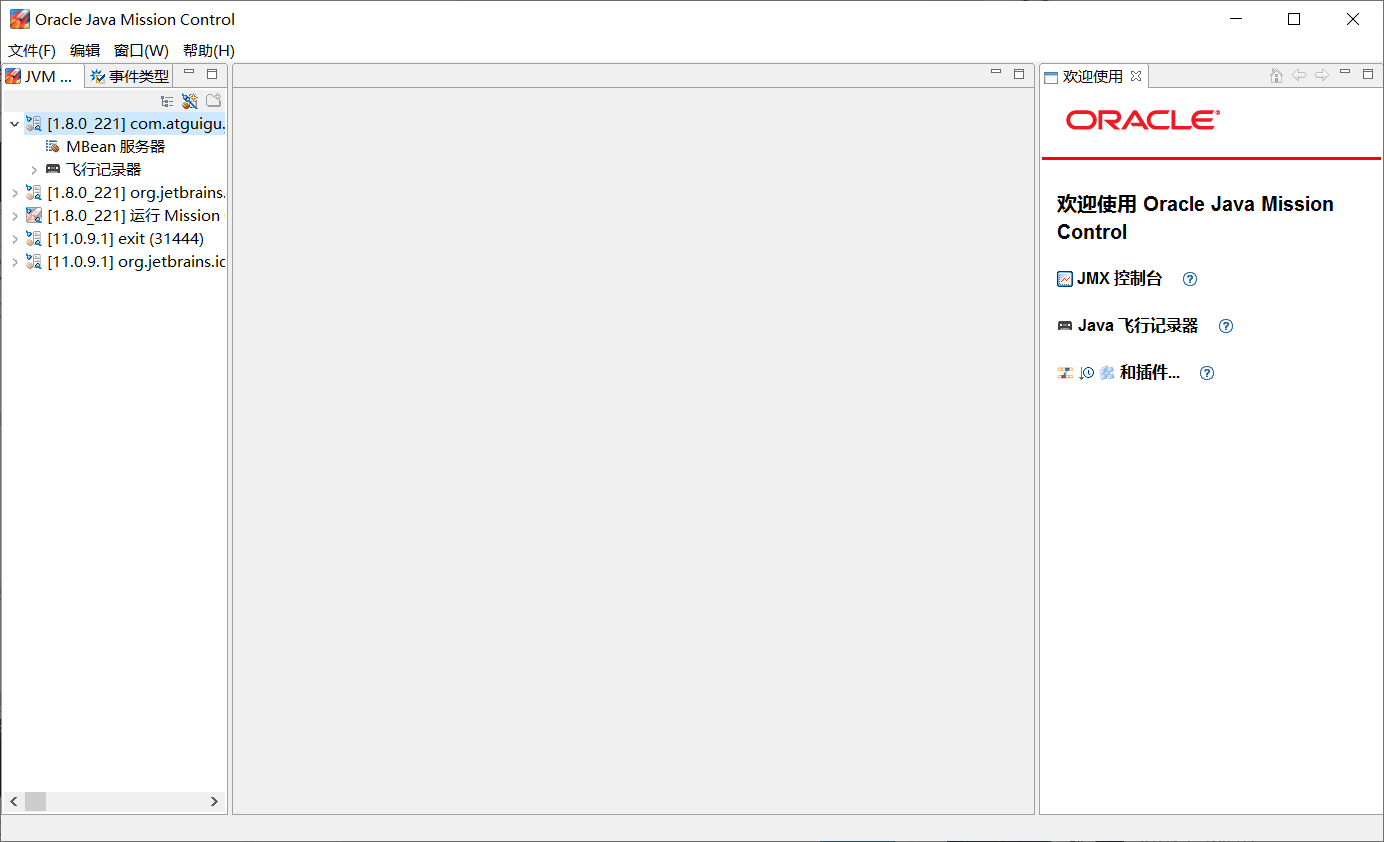 Oracle Java Mission Control
文件(F) 编辑 窗口(W) 帮助(H)
JVM ...
事件类型
[1.8.0_221] com.atguigu.
MBean 服务器
飞行记录器
[1.8.0_221] org.jetbrains.
[1.8.0_221] 运行 Mission
[11.0.9.1] exit (31444)
[11.0.9.1] org.jetbrains.ic
欢迎使用
ORACLE
欢迎使用 Oracle Java Mission
Control
JMX 控制台
Java 飞行记录器
和插件...